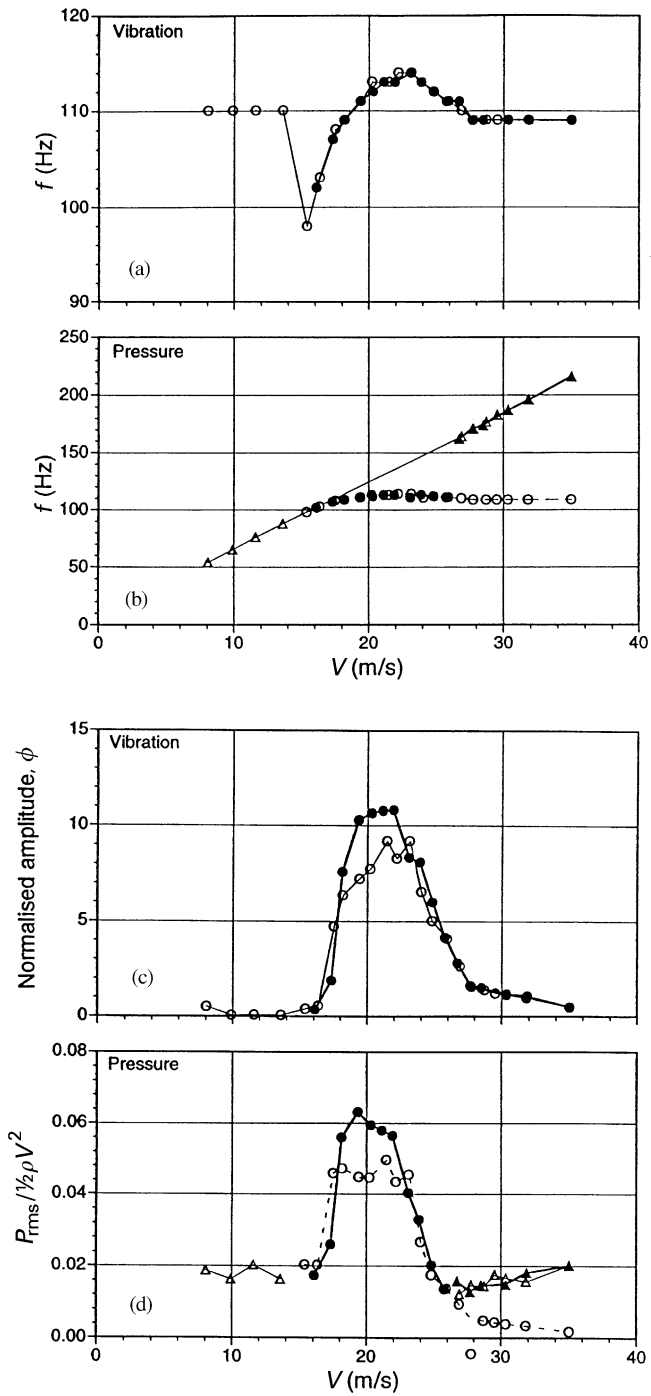 120
Vibration
110
f (Hz)
100
(a)
90
250
Pressure
200
150
f (Hz)
100
50
(b)
0
0 10 20 30 40
V (m/s)
15
Vibration
Normalised amplitude, ϕ
10
5
(c)
0
0.08
Pressure
0.06
Prms/½ρV²
0.04
0.02
(d)
0.00
0 10 20 30 40
V (m/s)